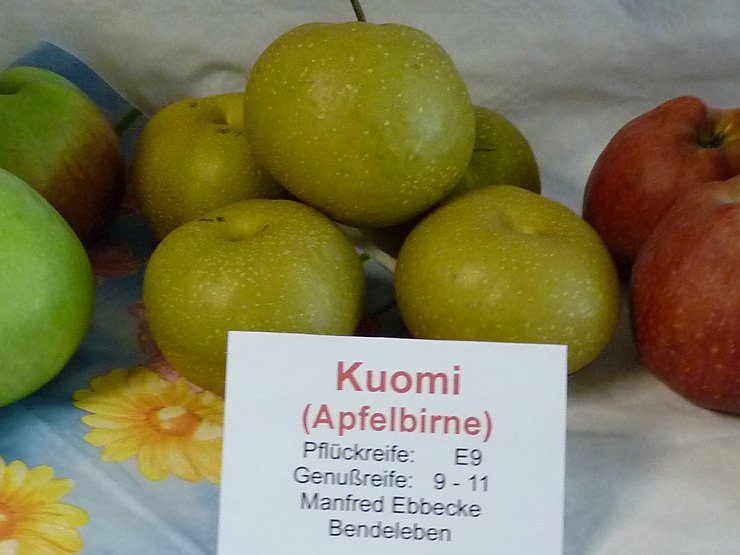 Kuomi
(Apfelbirne)
Pflückreife: E9
Genußreife: 9 - 11
Manfred Ebbecke
Bendeleben